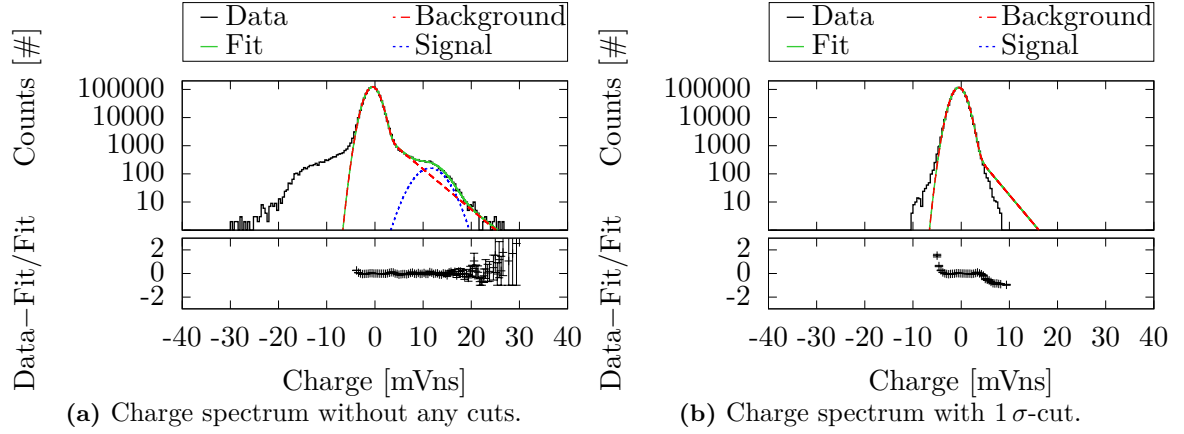 Data Background
Fit Signal
Counts [#]
100000
10000
1000
100
10
Data−Fit/Fit
2
0
-2
-40 -30 -20 -10 0 10 20 30 40
Charge [mVns]
(a) Charge spectrum without any cuts.
Data Background
Fit Signal
Counts [#]
100000
10000
1000
100
10
Data−Fit/Fit
2
0
-2
-40 -30 -20 -10 0 10 20 30 40
Charge [mVns]
(b) Charge spectrum with 1 σ-cut.